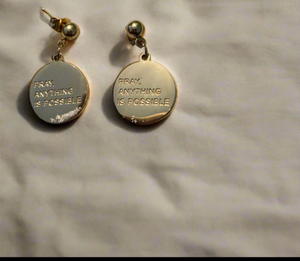 PRAY,
ANYTHING
IS POSSIBLE
PRAY,
ANYTHING
IS POSSIBLE